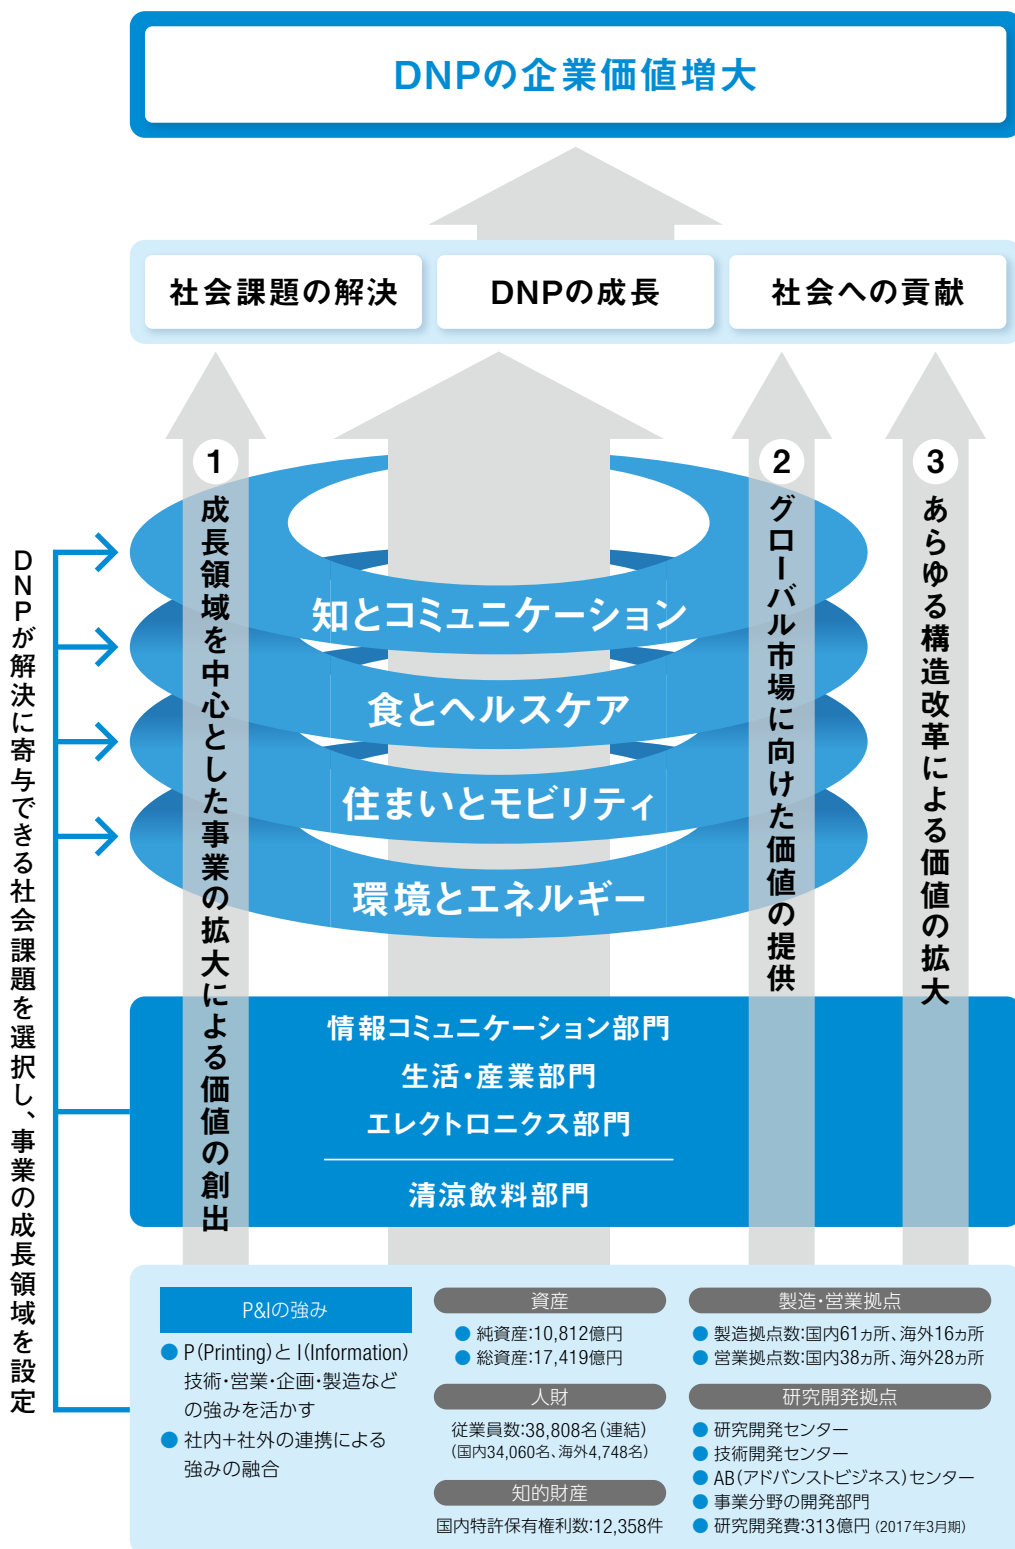 DNPの企業価値増大
社会課題の解決
DNPの成長
社会への貢献
1 成長領域を中心とした事業の拡大による価値の創出
2 グローバル市場に向けた価値の提供
3 あらゆる構造改革による価値の拡大
DNPが解決に寄与できる社会課題を選択し、事業の成長領域を設定
知とコミュニケーション
食とヘルスケア
住まいとモビリティ
環境とエネルギー
情報コミュニケーション部門
生活・産業部門
エレクトロニクス部門
清涼飲料部門
P&Iの強み
● P(Printing)と I(Information)
技術・営業・企画・製造など
の強みを活かす
● 社内+社外の連携による
強みの融合
資産
● 純資産:10,812億円
● 総資産:17,419億円
人財
従業員数:38,808名(連結)
(国内34,060名、海外4,748名)
知的財産
国内特許保有権利数:12,358件
製造・営業拠点
● 製造拠点数:国内61ヵ所、海外16ヵ所
● 営業拠点数:国内38ヵ所、海外28ヵ所
研究開発拠点
● 研究開発センター
● 技術開発センター
● AB(アドバンストビジネス)センター
● 事業分野の開発部門
● 研究開発費:313億円 (2017年3月期)